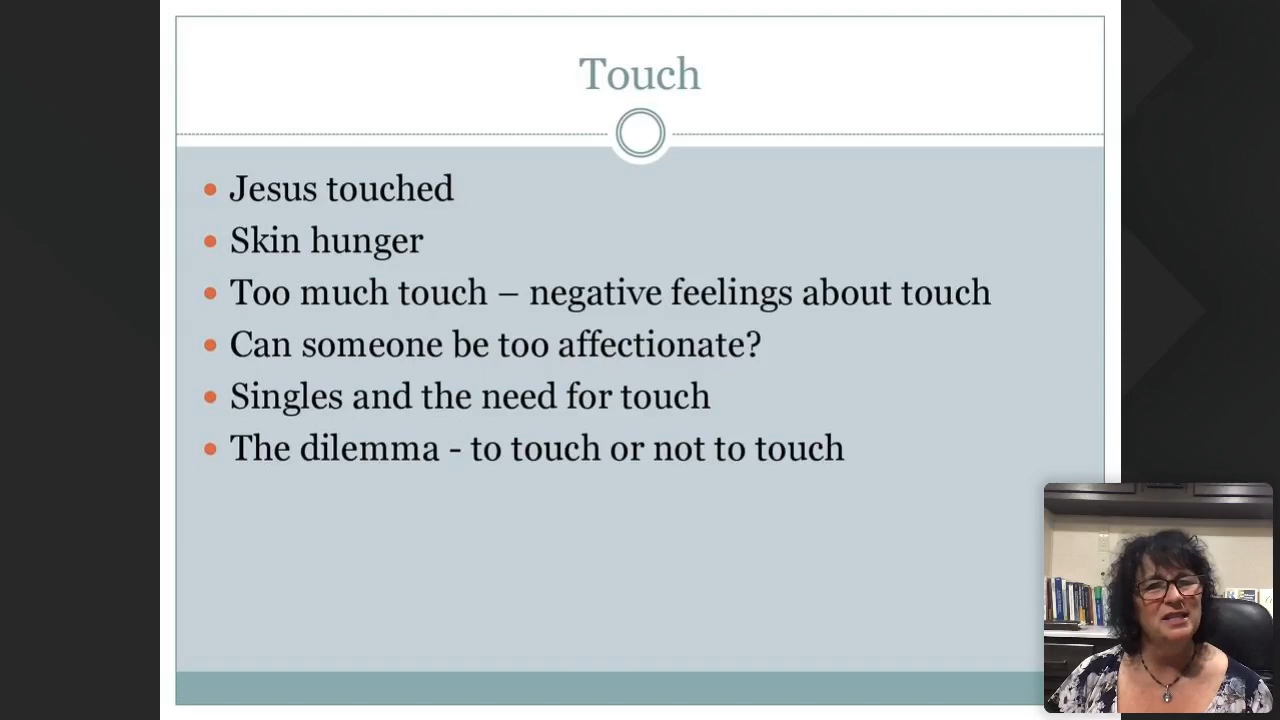 Touch
Jesus touched
Skin hunger
Too much touch – negative feelings about touch
Can someone be too affectionate?
Singles and the need for touch
The dilemma - to touch or not to touch